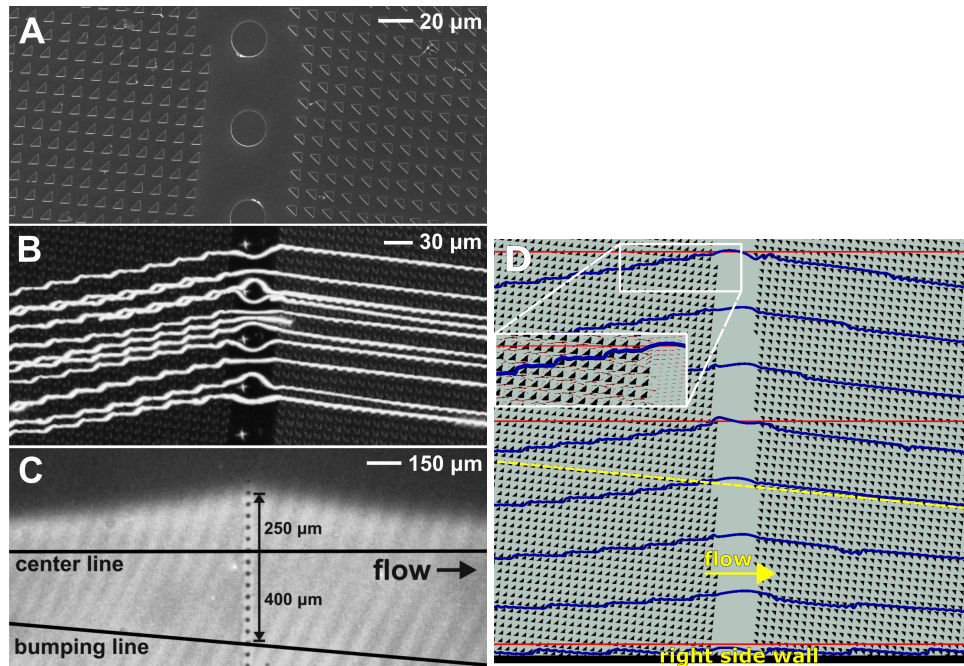 A
20 µm
B
30 µm
C
150 µm
250 µm
center line
flow
400 µm
bumping line
D
flow
right side wall